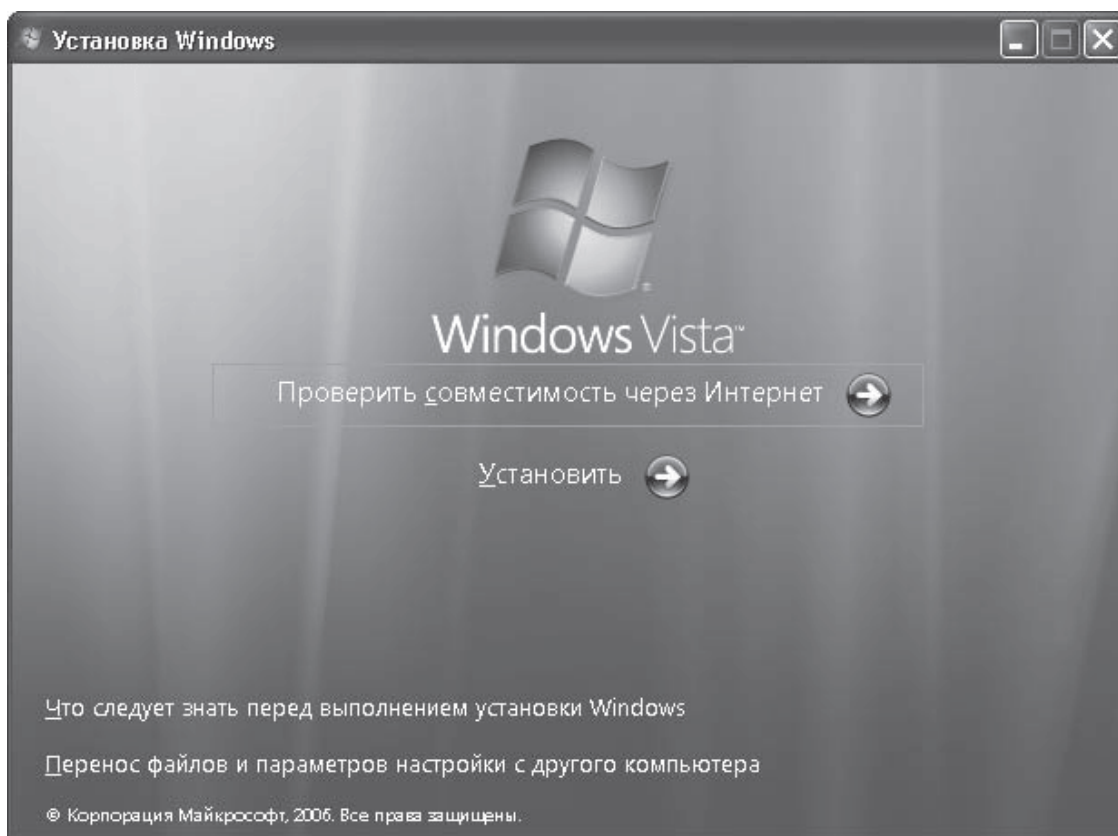 Установка Windows
Windows Vista™
Проверить совместимость через Интернет
Установить
Что следует знать перед выполнением установки Windows
Перенос файлов и параметров настройки с другого компьютера
© Корпорация Майкрософт, 2006. Все права защищены.